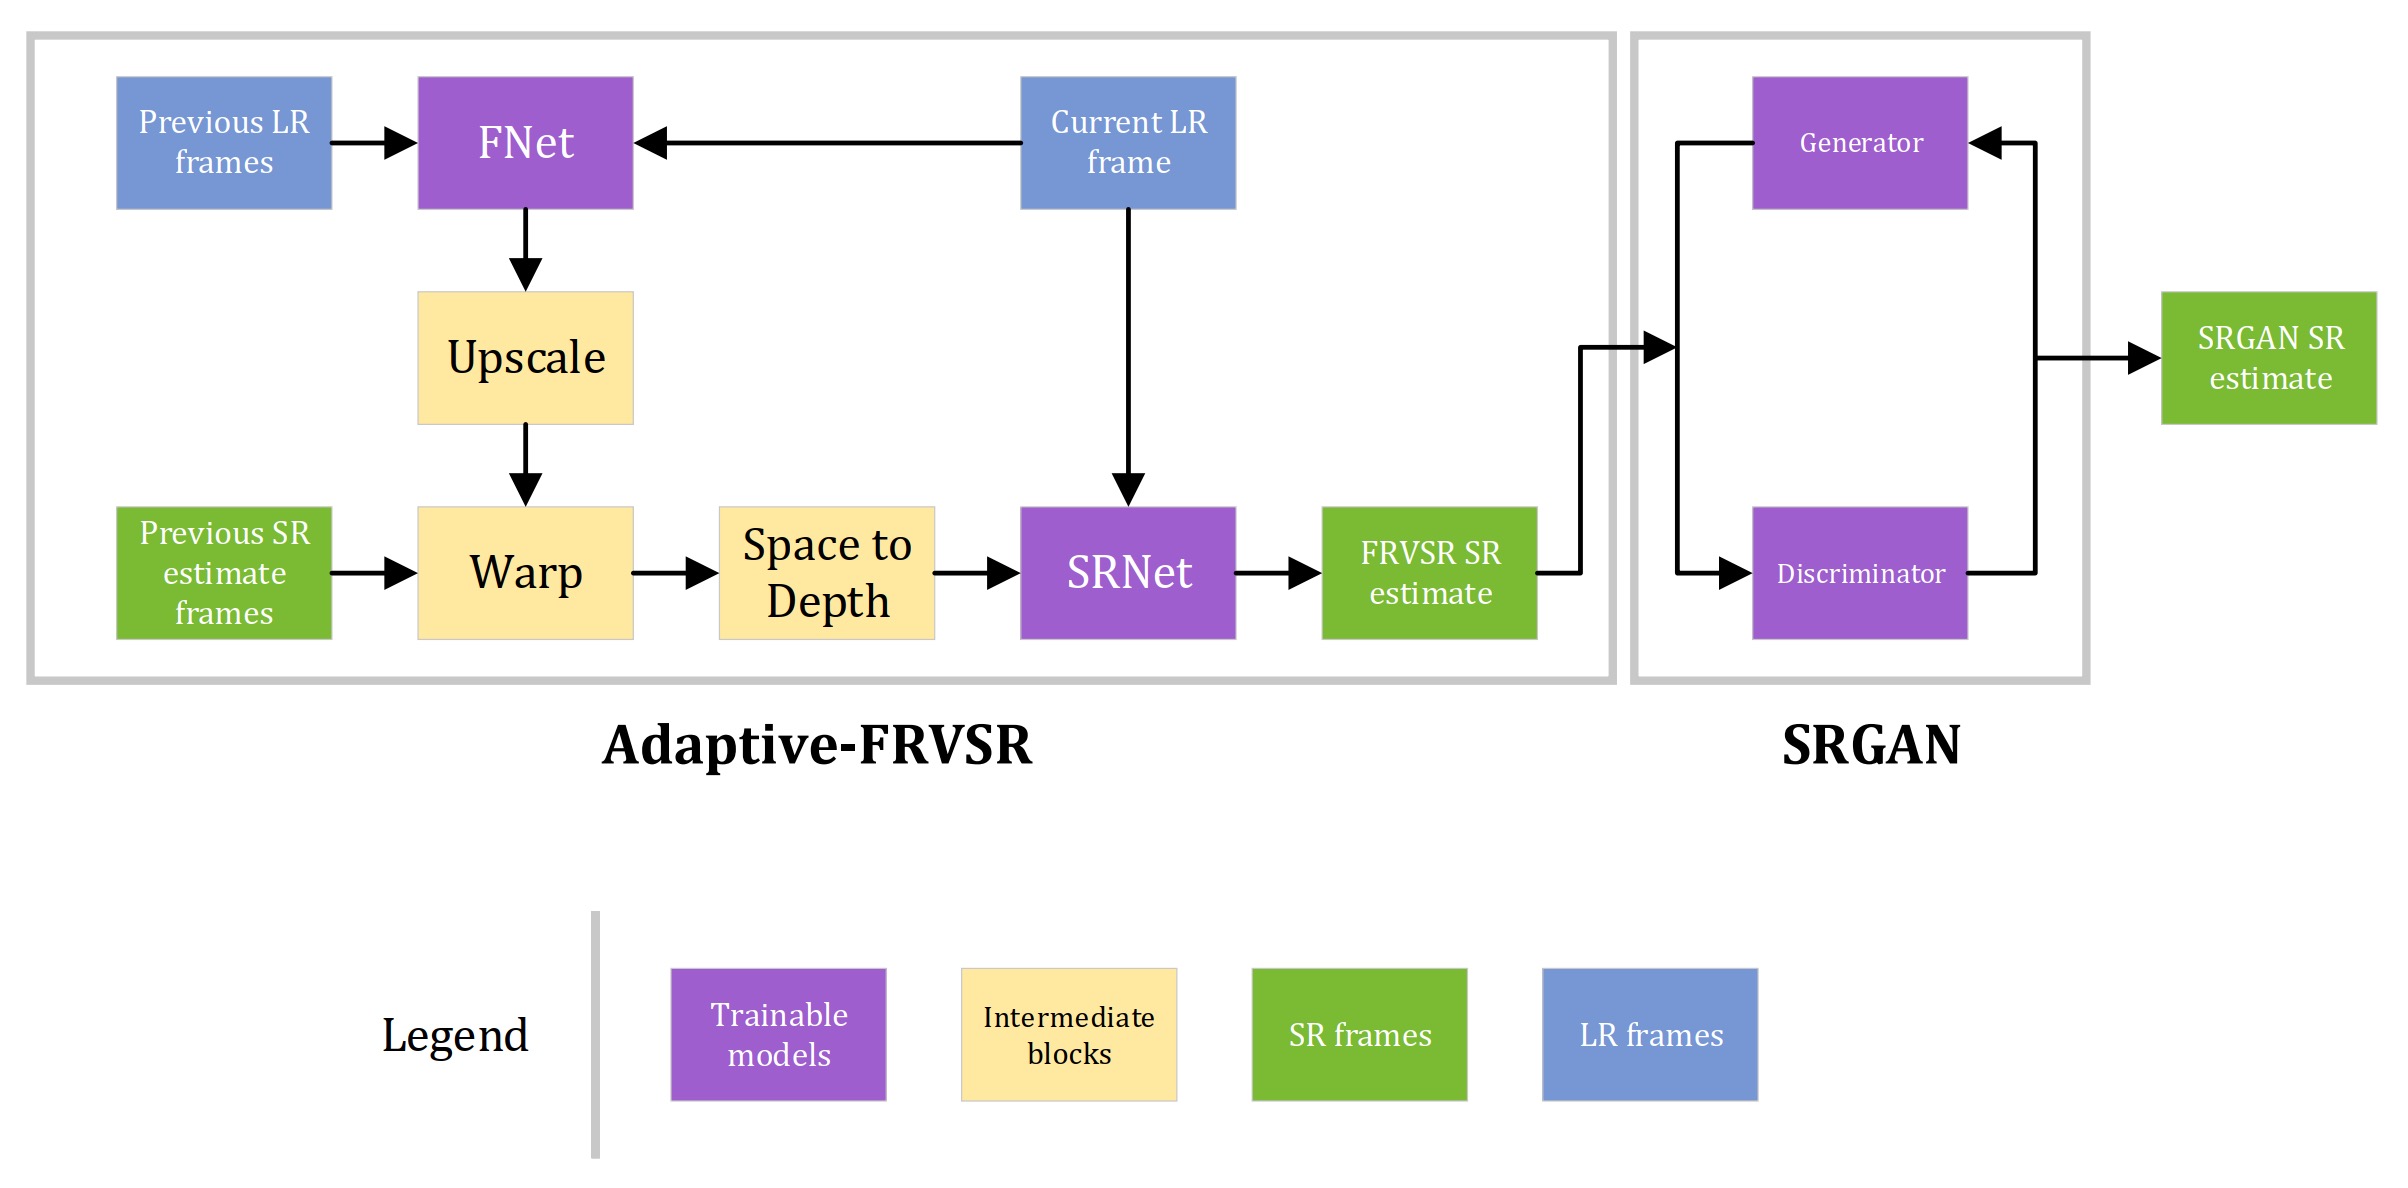 Previous LR
frames
FNet
Current LR
frame
Generator
Upscale
SRGAN SR
estimate
Previous SR
estimate
frames
Warp
Space to
Depth
SRNet
FRVSR SR
estimate
Discriminator
Adaptive-FRVSR
SRGAN
Legend
Trainable
models
Intermediate
blocks
SR frames
LR frames